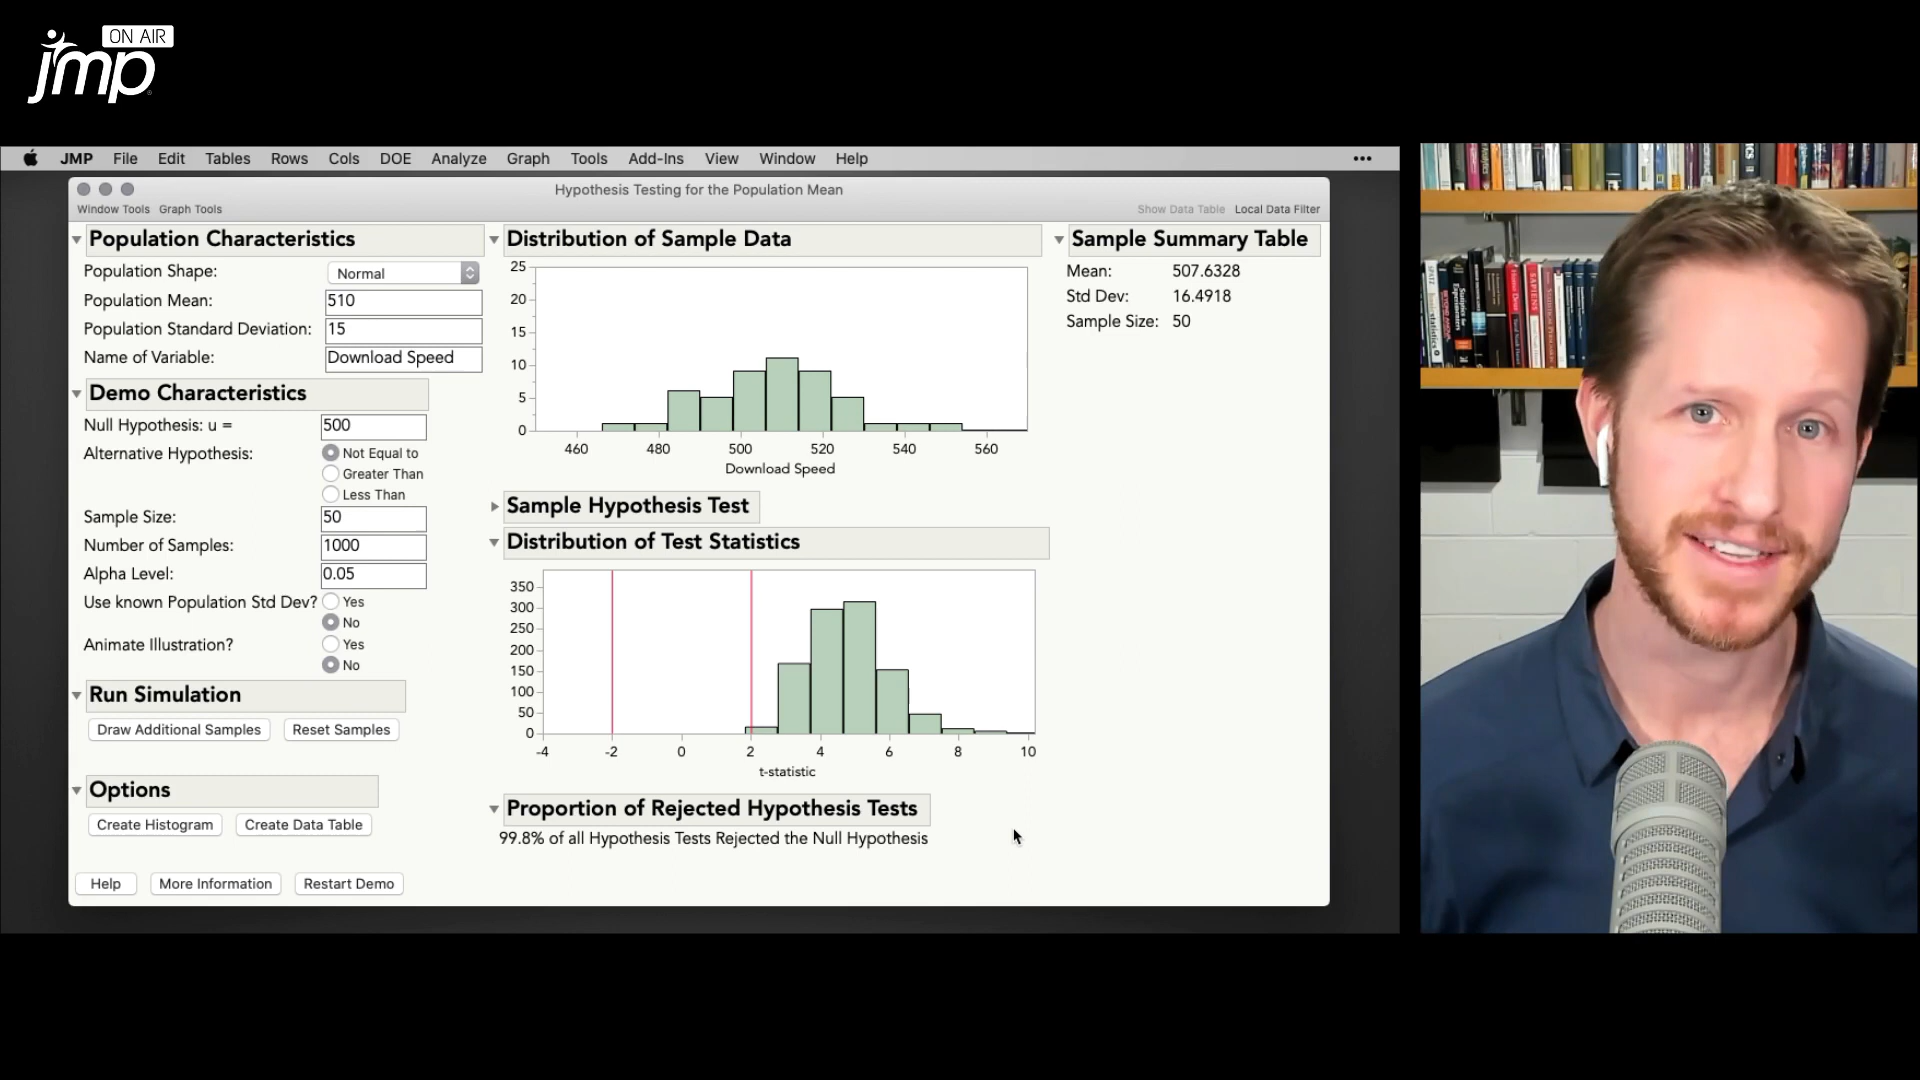 ON AIR
jmp
JMP File Edit Tables Rows Cols DOE Analyze Graph Tools Add-Ins View Window Help
Hypothesis Testing for the Population Mean
Window Tools Graph Tools
Show Data Table Local Data Filter
Population Characteristics
Population Shape: Normal
Population Mean: 510
Population Standard Deviation: 15
Name of Variable: Download Speed
Demo Characteristics
Null Hypothesis: u = 500
Alternative Hypothesis: Not Equal to
Greater Than
Less Than
Sample Size: 50
Number of Samples: 1000
Alpha Level: 0.05
Use known Population Std Dev? Yes
No
Animate Illustration? Yes
No
Run Simulation
Draw Additional Samples Reset Samples
Options
Create Histogram Create Data Table
Help More Information Restart Demo
Distribution of Sample Data
25
20
15
10
5
0
460 480 500 520 540 560
Download Speed
Sample Hypothesis Test
Distribution of Test Statistics
350
300
250
200
150
100
50
0
-4 -2 0 2 4 6 8 10
t-statistic
Proportion of Rejected Hypothesis Tests
99.8% of all Hypothesis Tests Rejected the Null Hypothesis
Sample Summary Table
Mean: 507.6328
Std Dev: 16.4918
Sample Size: 50
SAPIENS